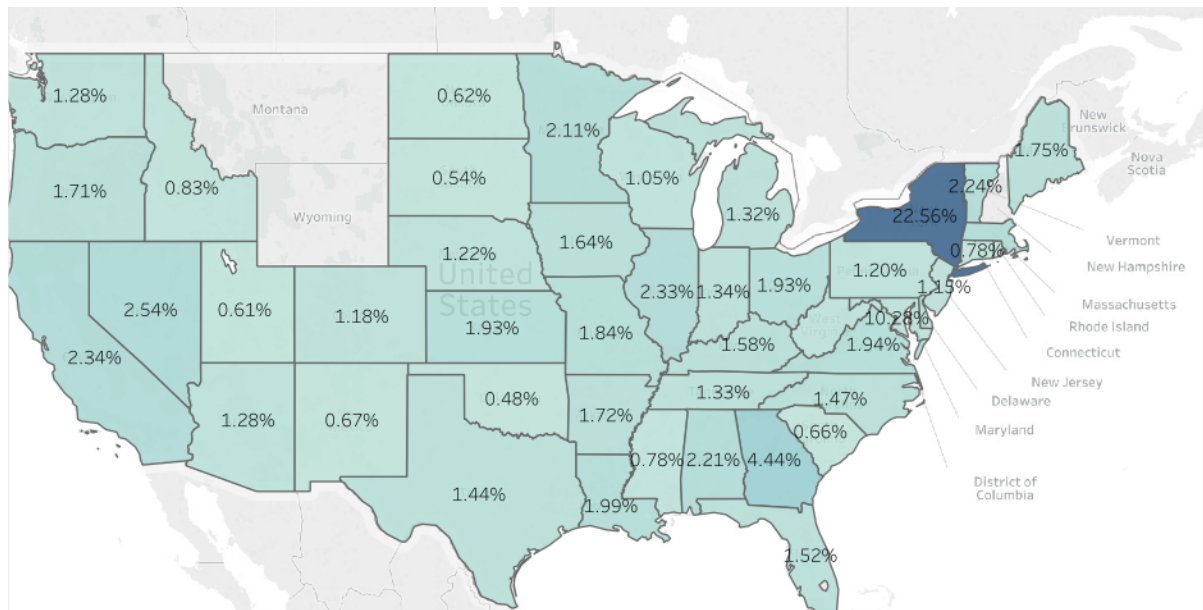 1.28%
Montana
0.62%
2.11%
New
Brunswick
1.75%
Nova
Scotia
1.71%
0.83%
Wyoming
0.54%
1.05%
1.32%
2.24%
22.56%
Vermont
1.22%
1.64%
0.78%
New Hampshire
United
States
1.20%
Massachusetts
2.34%
2.54%
0.61%
1.18%
1.93%
1.84%
2.33%
1.34%
1.93%
1.15%
10.28%
West
Virginia
Rhode Island
1.58%
1.94%
Connecticut
New Jersey
1.28%
0.67%
0.48%
1.72%
1.33%
1.47%
Delaware
Maryland
0.66%
0.78%
2.21%
4.44%
District of
Columbia
1.44%
1.99%
1.52%